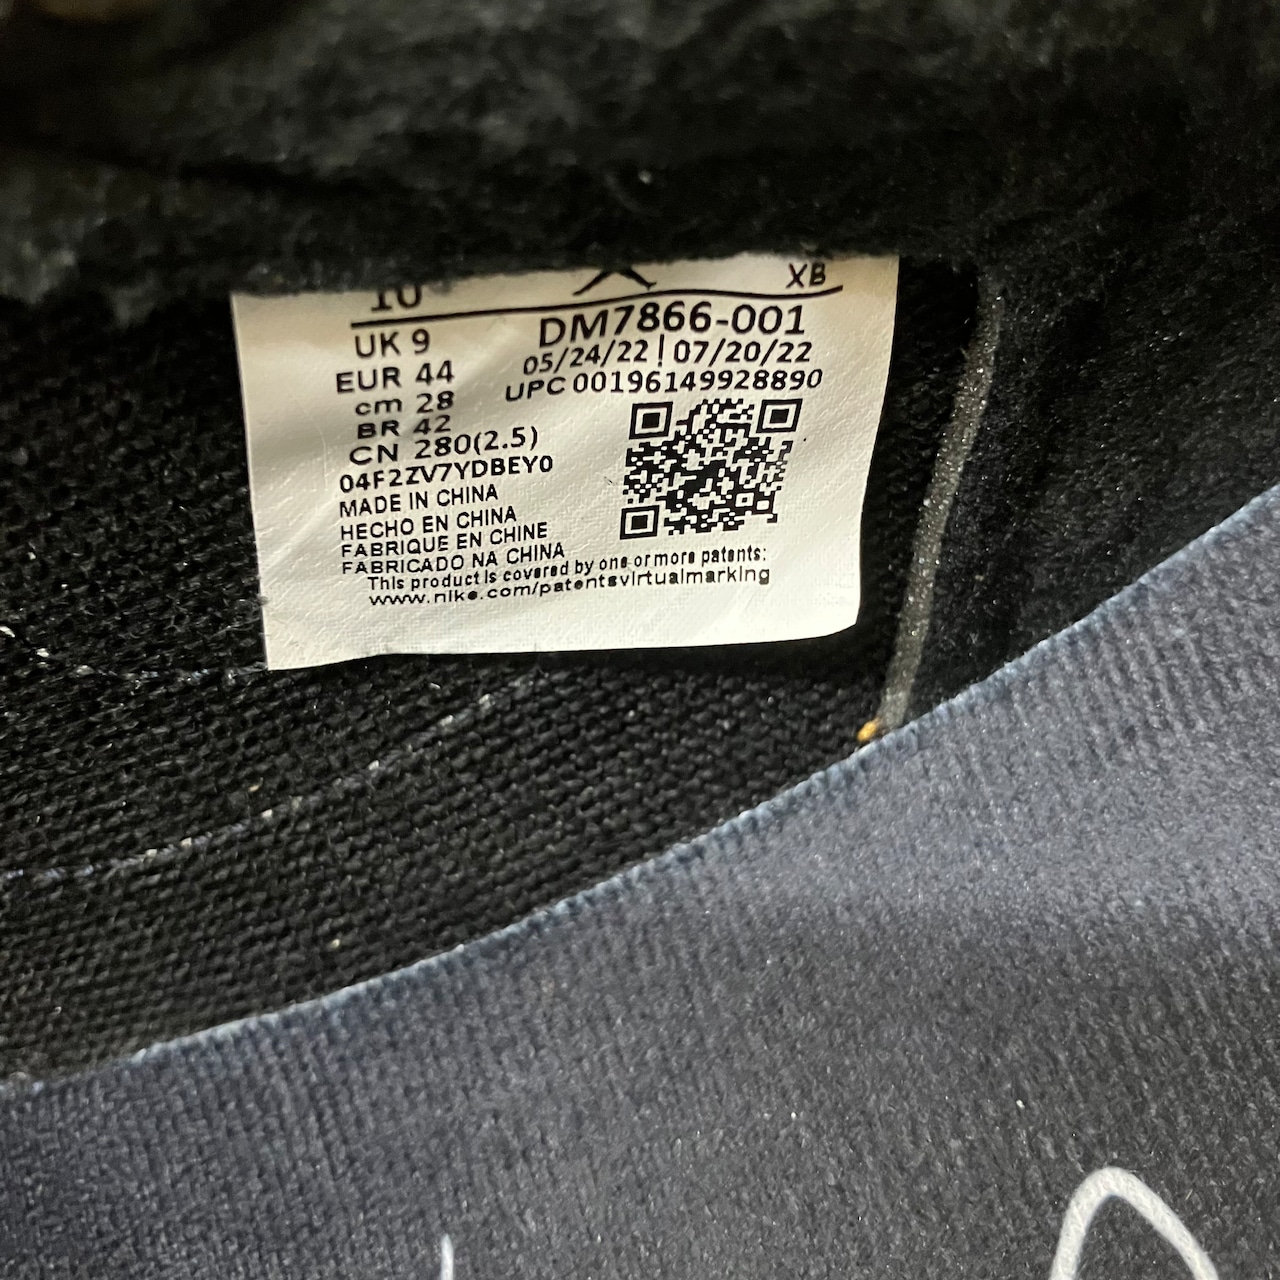 10
XB
UK 9
EUR 44
cm 28
BR 42
CN 280(2.5)
04F2ZV7YDBEY0
MADE IN CHINA
HECHO EN CHINA
FABRIQUE EN CHINE
FABRICADO NA CHINA
DM7866-001
05/24/22 | 07/20/22
UPC 00196149928890
This product is covered by one or more patents:
www.nike.com/patentsvirtualmarking